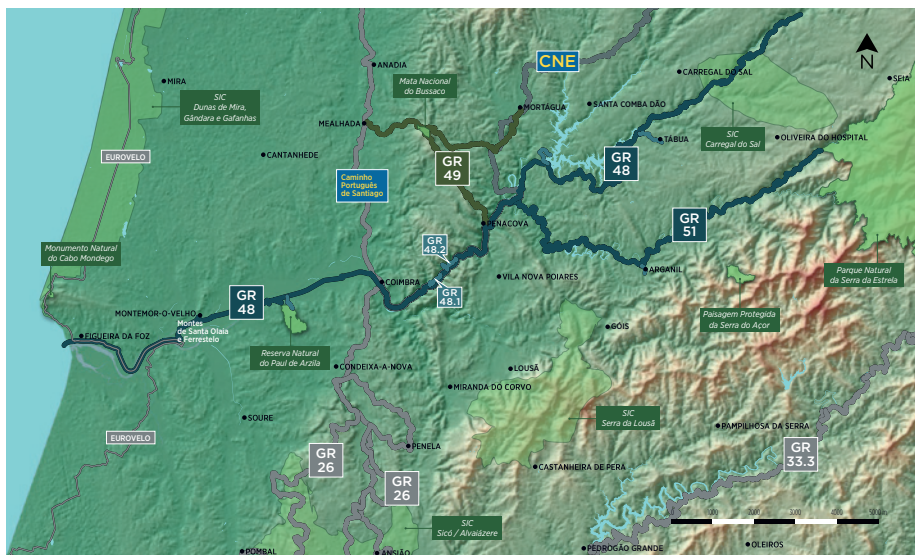 N
CNE
ANADIA
CARREGAL DO SAL
SEIA
MIRA
Mata Nacional
do Bussaco
SIC
Dunas de Mira,
Gândara e Gafanhas
MORTÁGUA
SANTA COMBA DÃO
MEALHADA
SIC
Carregal do Sal
TÁBUA
OLIVEIRA DO HOSPITAL
EUROVELO
CANTANHEDE
GR
49
GR
48
Caminho
Português
de Santiago
PENACOVA
GR
51
Monumento Natural
do Cabo Mondego
GR
48.2
ARGANIL
Parque Natural
da Serra da Estrela
COIMBRA
VILA NOVA POIARES
GR
48.1
GR
48
MONTEMOR-O-VELHO
Montes
de Santa Olaia
e Ferrestelo
Paisagem Protegida
da Serra do Açor
FIGUEIRA DA FOZ
GÓIS
Reserva Natural
do Paul de Arzila
CONDEIXA-A-NOVA
LOUSÃ
MIRANDA DO CORVO
SOURE
SIC
Serra da Lousã
PAMPILHOSA DA SERRA
EUROVELO
PENELA
GR
33.3
GR
26
CASTANHEIRA DE PERA
GR
26
SIC
Sicó / Alvaiázere
0
1000
2000
3000
4000
POMBAL
ANSIÃO
PEDROGÃO GRANDE
OLEIROS